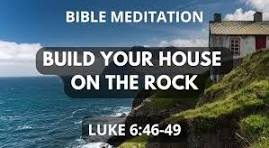 BIBLE MEDITATION
BUILD YOUR HOUSE
ON THE ROCK
LUKE 6:46-49